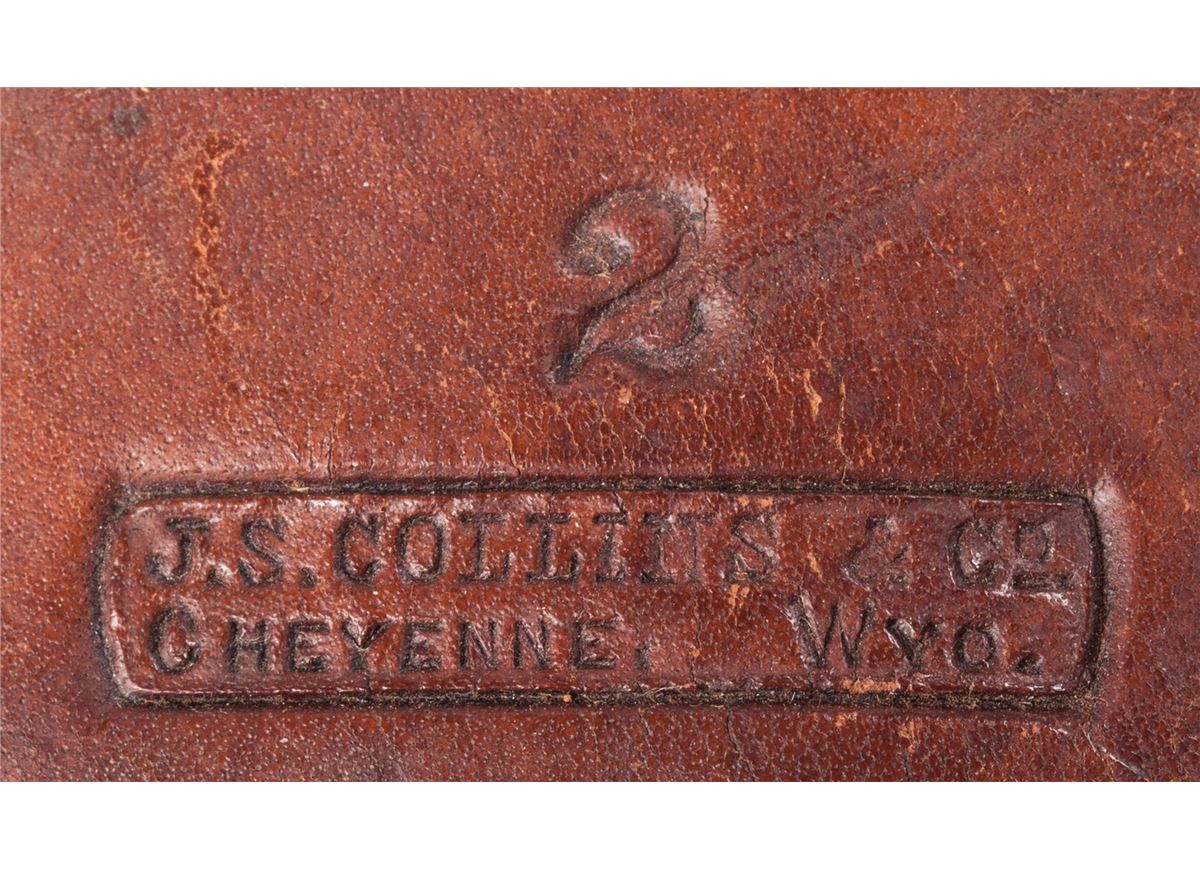 2
J.S. COLLINS & Co
CHEYENNE, WYO.